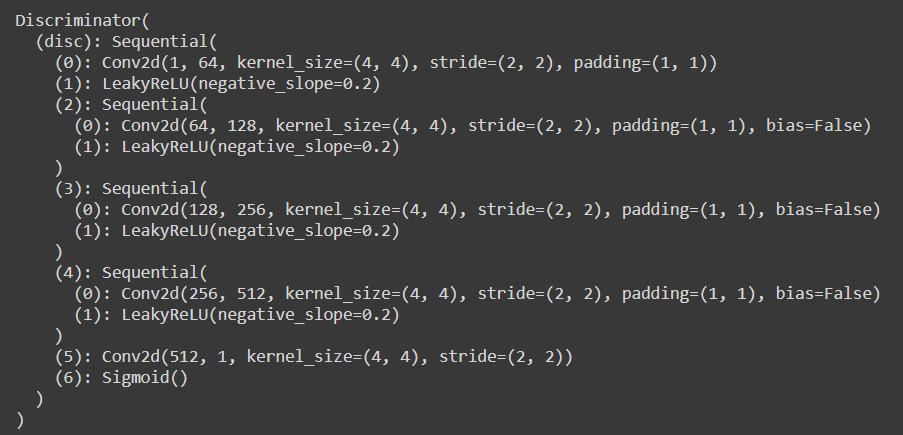 Discriminator(
  (disc): Sequential(
    (0): Conv2d(1, 64, kernel_size=(4, 4), stride=(2, 2), padding=(1, 1))
    (1): LeakyReLU(negative_slope=0.2)
    (2): Sequential(
      (0): Conv2d(64, 128, kernel_size=(4, 4), stride=(2, 2), padding=(1, 1), bias=False)
      (1): LeakyReLU(negative_slope=0.2)
    )
    (3): Sequential(
      (0): Conv2d(128, 256, kernel_size=(4, 4), stride=(2, 2), padding=(1, 1), bias=False)
      (1): LeakyReLU(negative_slope=0.2)
    )
    (4): Sequential(
      (0): Conv2d(256, 512, kernel_size=(4, 4), stride=(2, 2), padding=(1, 1), bias=False)
      (1): LeakyReLU(negative_slope=0.2)
    )
    (5): Conv2d(512, 1, kernel_size=(4, 4), stride=(2, 2))
    (6): Sigmoid()
  )
)